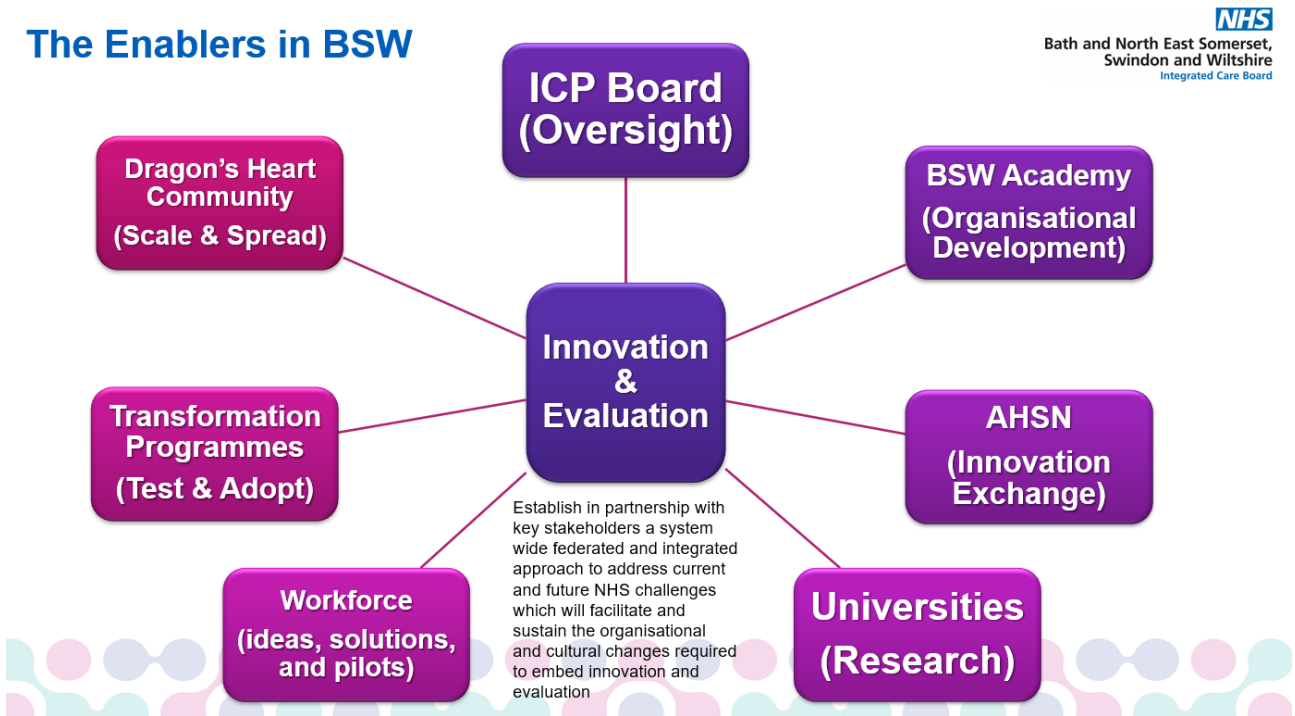 The Enablers in BSW
NHS
Bath and North East Somerset,
Swindon and Wiltshire
Integrated Care Board
ICP Board
(Oversight)
Dragon’s Heart
Community
(Scale & Spread)
BSW Academy
(Organisational
Development)
Innovation
&
Evaluation
Transformation
Programmes
(Test & Adopt)
AHSN
(Innovation
Exchange)
Establish in partnership with
key stakeholders a system
wide federated and integrated
approach to address current
and future NHS challenges
which will facilitate and
sustain the organisational
and cultural changes required
to embed innovation and
evaluation
Workforce
(ideas, solutions,
and pilots)
Universities
(Research)